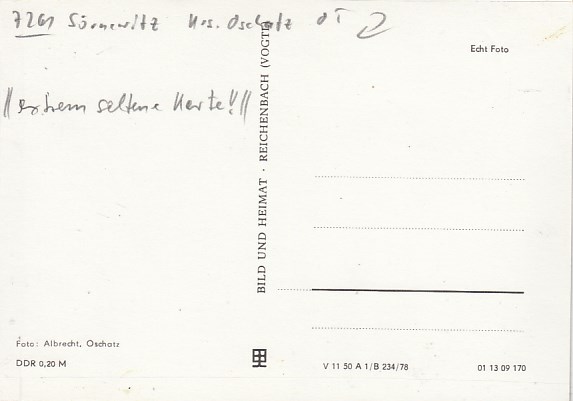 7261 Sörnewitz Krs. Oschatz OT
Echt Foto
!! extrem seltene Karte!!!!
BILD UND HEIMAT · REICHENBACH (VOGTL
Foto: Albrecht, Oschatz
DDR 0,20 M
V 11 50 A 1/B 234/78
01 13 09 170